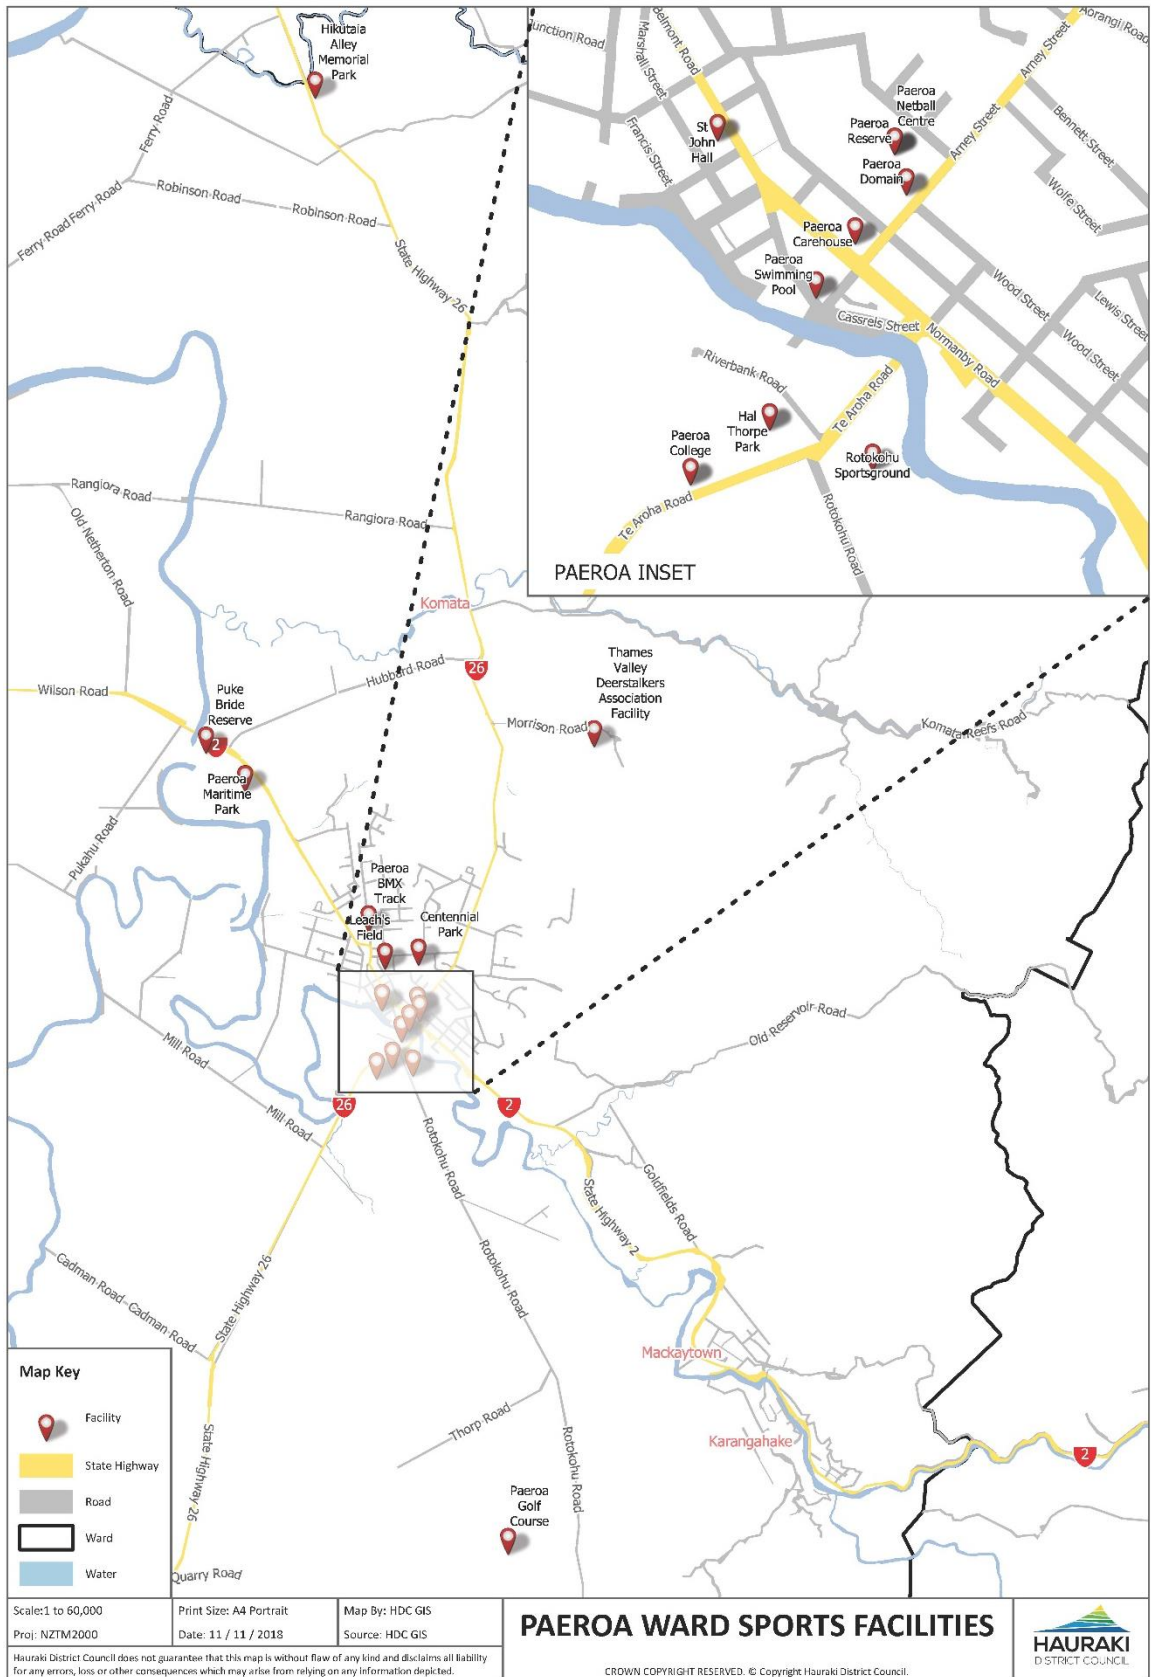 Hikutaia
Alley
Memorial
Park
Ferry Road
Ferry Road
Ferry Road
Robinson Road
Robinson Road
State Highway 26
Junction Road
Belmont Road
Marshall Street
Francis Street
St
John
Hall
Paeroa
Netball
Centre
Paeroa
Reserve
Paeroa
Domain
Paeroa
Carehouse
Paeroa
Swimming
Pool
Aorangi Road
Arney Street
Arney Street
Bennett Street
Wolfe Street
Wood Street
Wood Street
Lewis Street
Cassrels Street
Normanby Road
Riverbank Road
Te Aroha Road
Hal
Thorpe
Park
Paeroa
College
Rotokohu
Sportsground
Te Aroha Road
Rotokohu Road
PAEROA INSET
Rangiora Road
Rangiora Road
Old Netherton Road
Komata
Hubbard Road
26
Wilson Road
Puke
Bride
Reserve
2
Paeroa
Maritime
Park
Pukahu Road
Thames
Valley
Deerstalkers
Association
Facility
Morrison Road
Komata Reefs Road
Paeroa
BMX
Track
Leach's
Field
Centennial
Park
Old Reservoir Road
Mill Road
Mill Road
26
2
Rotokohu Road
Rotokohu Road
Goldfields Road
State Highway 2
Cadman Road
Cadman Road
State Highway 26
State Highway 26
Mackaytown
Karangahake
2
Thorp Road
Rotokohu Road
Paeroa
Golf
Course
Quarry Road
Map Key
Facility
State Highway
Road
Ward
Water
Scale:1 to 60,000
Proj: NZTM2000
Print Size: A4 Portrait
Date: 11 / 11 / 2018
Map By: HDC GIS
Source: HDC GIS
Hauraki District Council does not guarantee that this map is without flaw of any kind and disclaims all liability
for any errors, loss or other consequences which may arise from relying on any information depicted.
PAEROA WARD SPORTS FACILITIES
CROWN COPYRIGHT RESERVED. © Copyright Hauraki District Council.
HAURAKI
DISTRICT COUNCIL